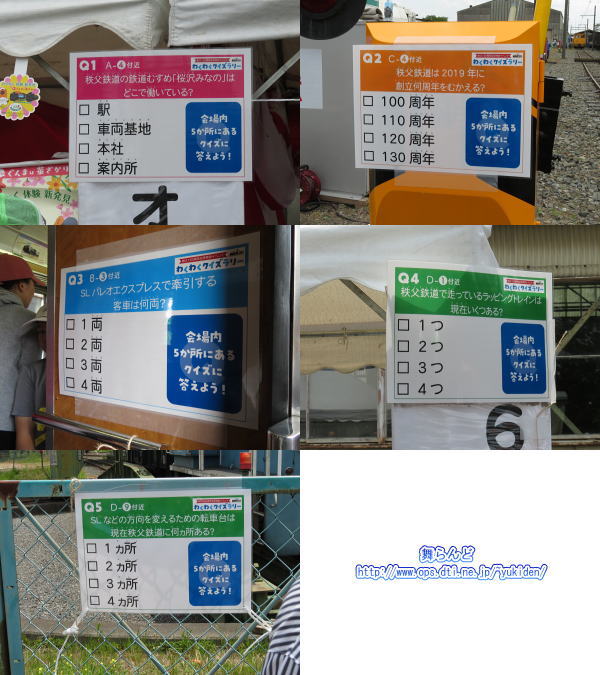 Q1 A-④付近
わくわくクイズラリー
秩父鉄道の鉄道むすめ「桜沢みなの」は
どこで働いている?
□ 駅
□ 車両基地
□ 本社
□ 案内所
会場内
5か所にある
クイズに
答えよう!
オ
Q2 C-④付近
わくわくクイズラリー
秩父鉄道は2019年に
創立何周年をむかえる?
□ 100周年
□ 110周年
□ 120周年
□ 130周年
会場内
5か所にある
クイズに
答えよう!
Q3 B-③付近
わくわくクイズラリー
SLパレオエクスプレスで牽引する
客車は何両?
□ 1両
□ 2両
□ 3両
□ 4両
会場内
5か所にある
クイズに
答えよう!
Q4 D-①付近
わくわくクイズラリー
秩父鉄道で走っているラッピングトレインは
現在いくつある?
□ 1つ
□ 2つ
□ 3つ
□ 4つ
会場内
5か所にある
クイズに
答えよう!
6
Q5 D-⑨付近
わくわくクイズラリー
SLなどの方向を変えるための転車台は
現在秩父鉄道に何ヵ所ある?
□ 1ヵ所
□ 2ヵ所
□ 3ヵ所
□ 4ヵ所
会場内
5か所にある
クイズに
答えよう!
舞らんど
http://www.ops.dti.ne.jp/~yukiden/